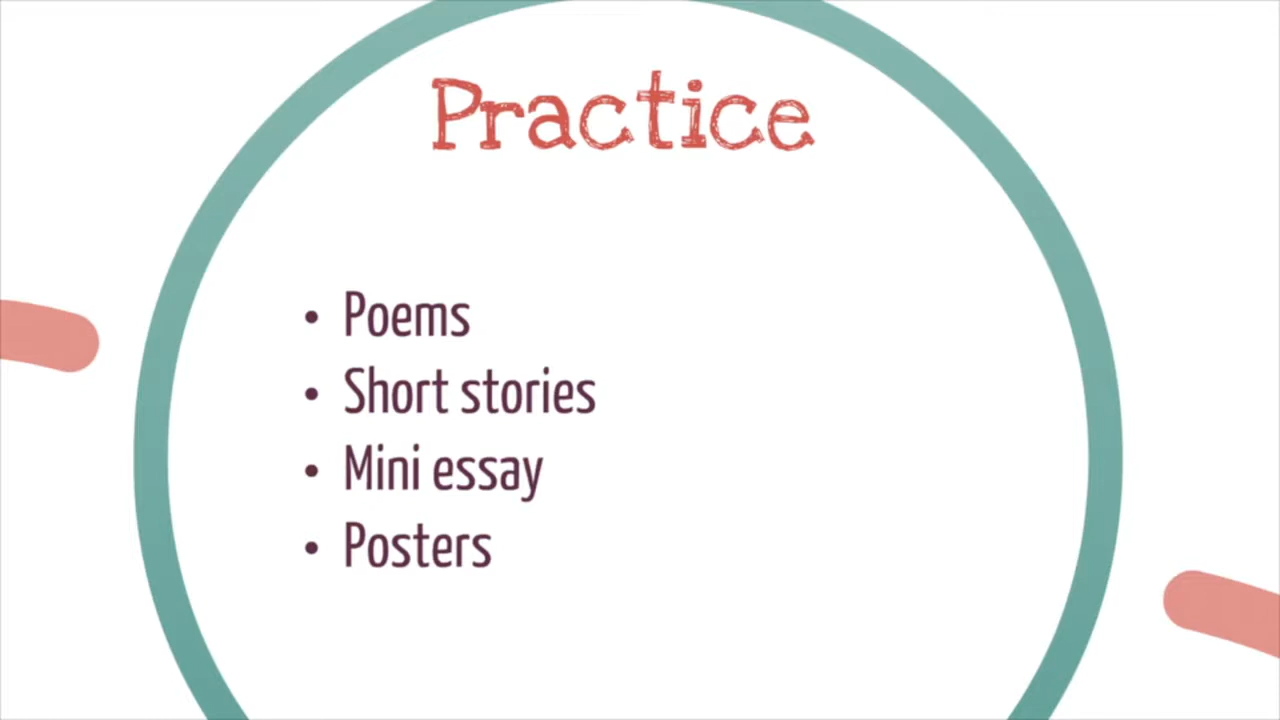 Practice
• Poems
• Short stories
• Mini essay
• Posters